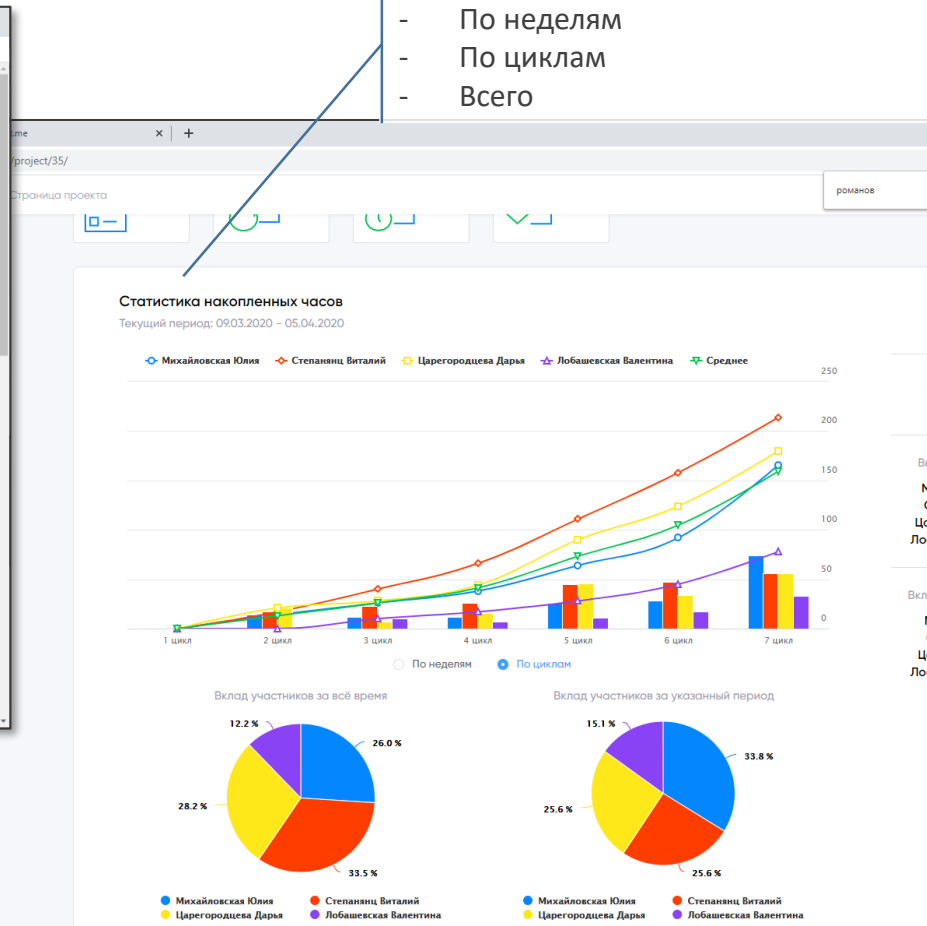 - По неделям
- По циклам
- Всего
.me × +
/project/35/
Страница проекта
романов
Статистика накопленных часов
Текущий период: 09.03.2020 - 05.04.2020
Михайловская Юлия Степанянц Виталий Царегородцева Дарья Лобашевская Валентина Среднее
250
200
150
100
50
0
1 цикл 2 цикл 3 цикл 4 цикл 5 цикл 6 цикл 7 цикл
По неделям По циклам
Вклад участников за всё время Вклад участников за указанный период
12.2 % 26.0 % 28.2 % 33.5 %
15.1 % 33.8 % 25.6 % 25.6 %
Михайловская Юлия Степанянц Виталий Михайловская Юлия Степанянц Виталий
Царегородцева Дарья Лобашевская Валентина Царегородцева Дарья Лобашевская Валентина